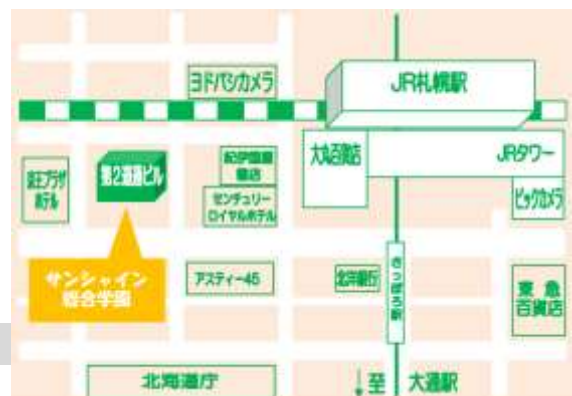 ヨドバシカメラ
JR札幌駅
大丸百貨店
JRタワー
紀伊國屋
書店
第2道通ビル
京王プラザ
ホテル
センチュリー
ロイヤルホテル
ビックカメラ
サンシャイン
総合学園
アスティ-45
北洋銀行
さっぽろ駅
東急
百貨店
北海道庁
↓至 大通駅